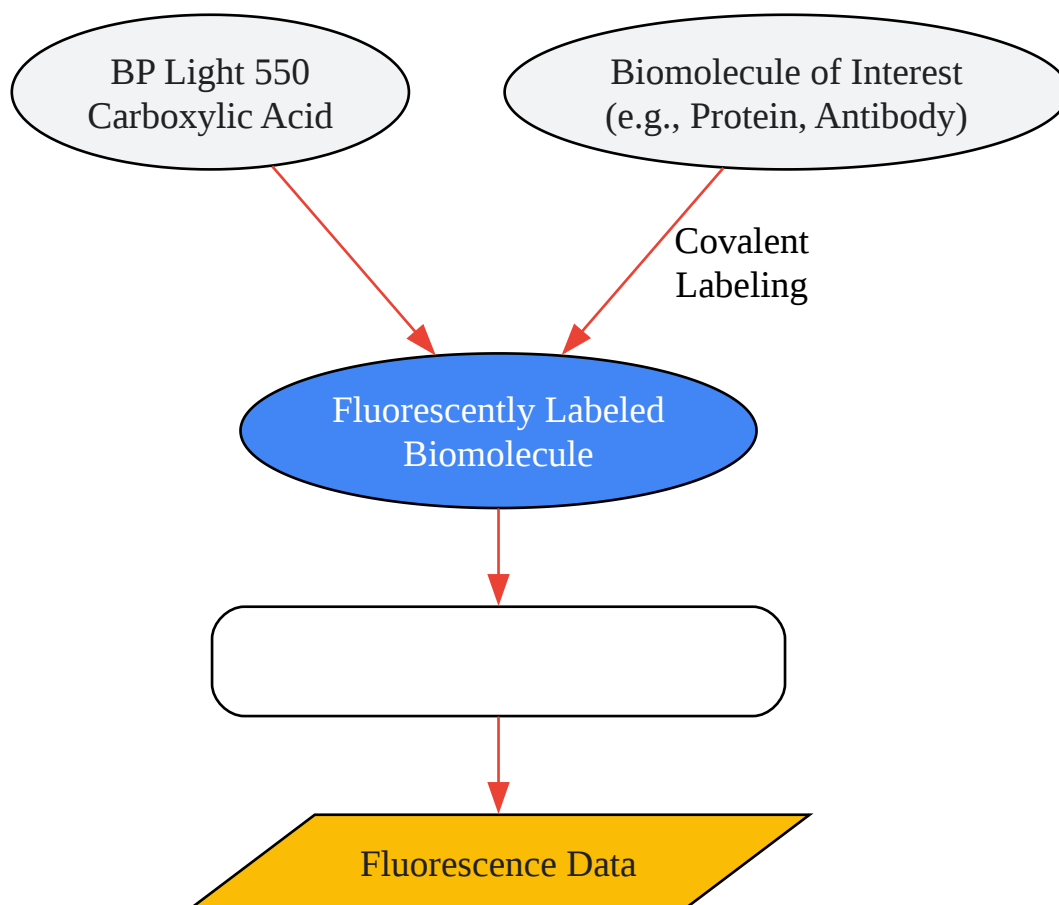 BP Light 550
Carboxylic Acid
Biomolecule of Interest
(e.g., Protein, Antibody)
Covalent
Labeling
Fluorescently Labeled
Biomolecule
Fluorescence Data